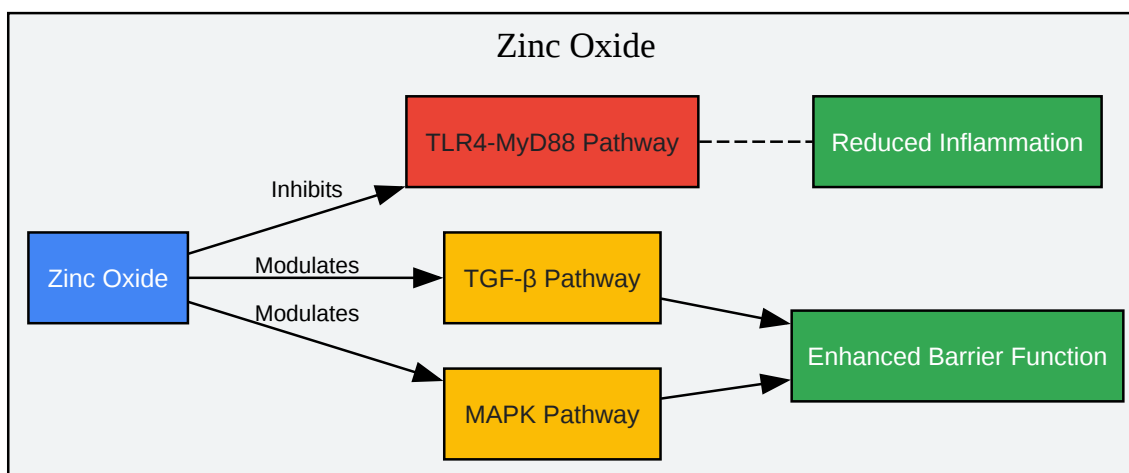 Zinc Oxide
TLR4-MyD88 Pathway
Reduced Inflammation
Inhibits
Zinc Oxide
Modulates
TGF-β Pathway
Modulates
Enhanced Barrier Function
MAPK Pathway